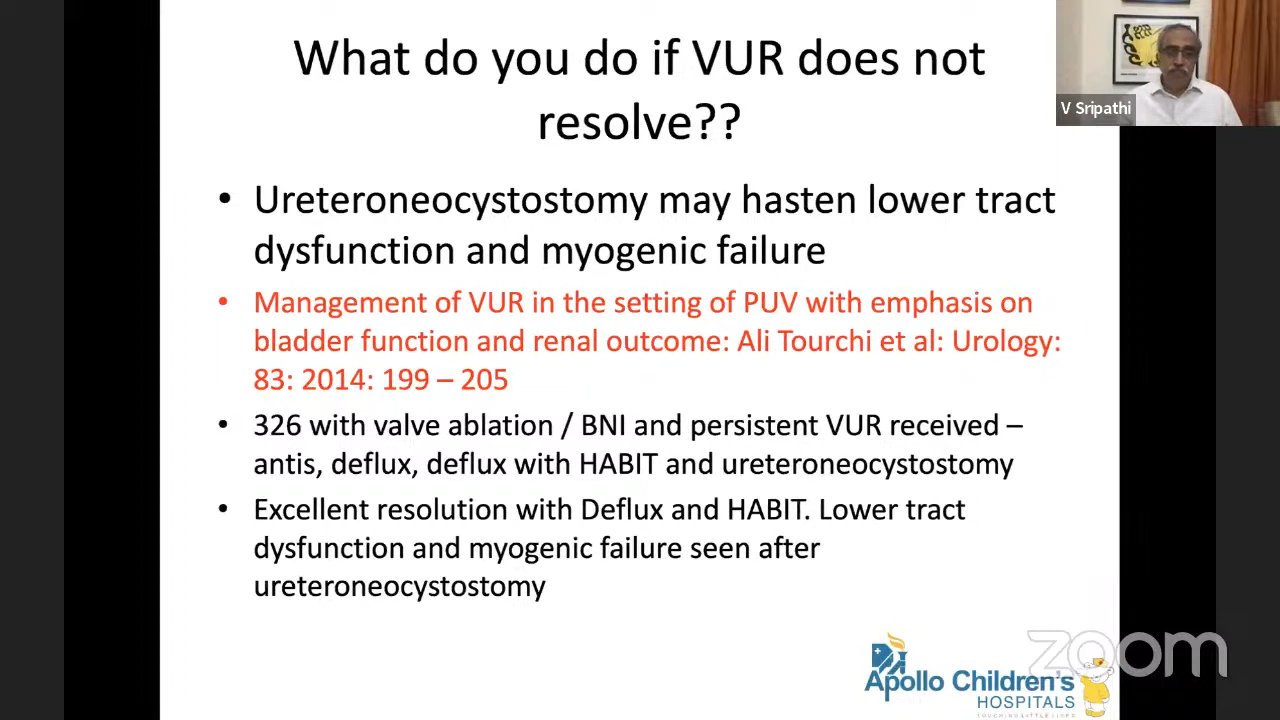 What do you do if VUR does not
resolve??
V Sripathi
• Ureteroneocystostomy may hasten lower tract
dysfunction and myogenic failure
• Management of VUR in the setting of PUV with emphasis on
bladder function and renal outcome: Ali Tourchi et al: Urology:
83: 2014: 199 – 205
• 326 with valve ablation / BNI and persistent VUR received –
antis, deflux, deflux with HABIT and ureteroneocystostomy
• Excellent resolution with Deflux and HABIT. Lower tract
dysfunction and myogenic failure seen after
ureteroneocystostomy
zoom
Apollo Children's
HOSPITALS
TOUCHING LITTLE LIVES